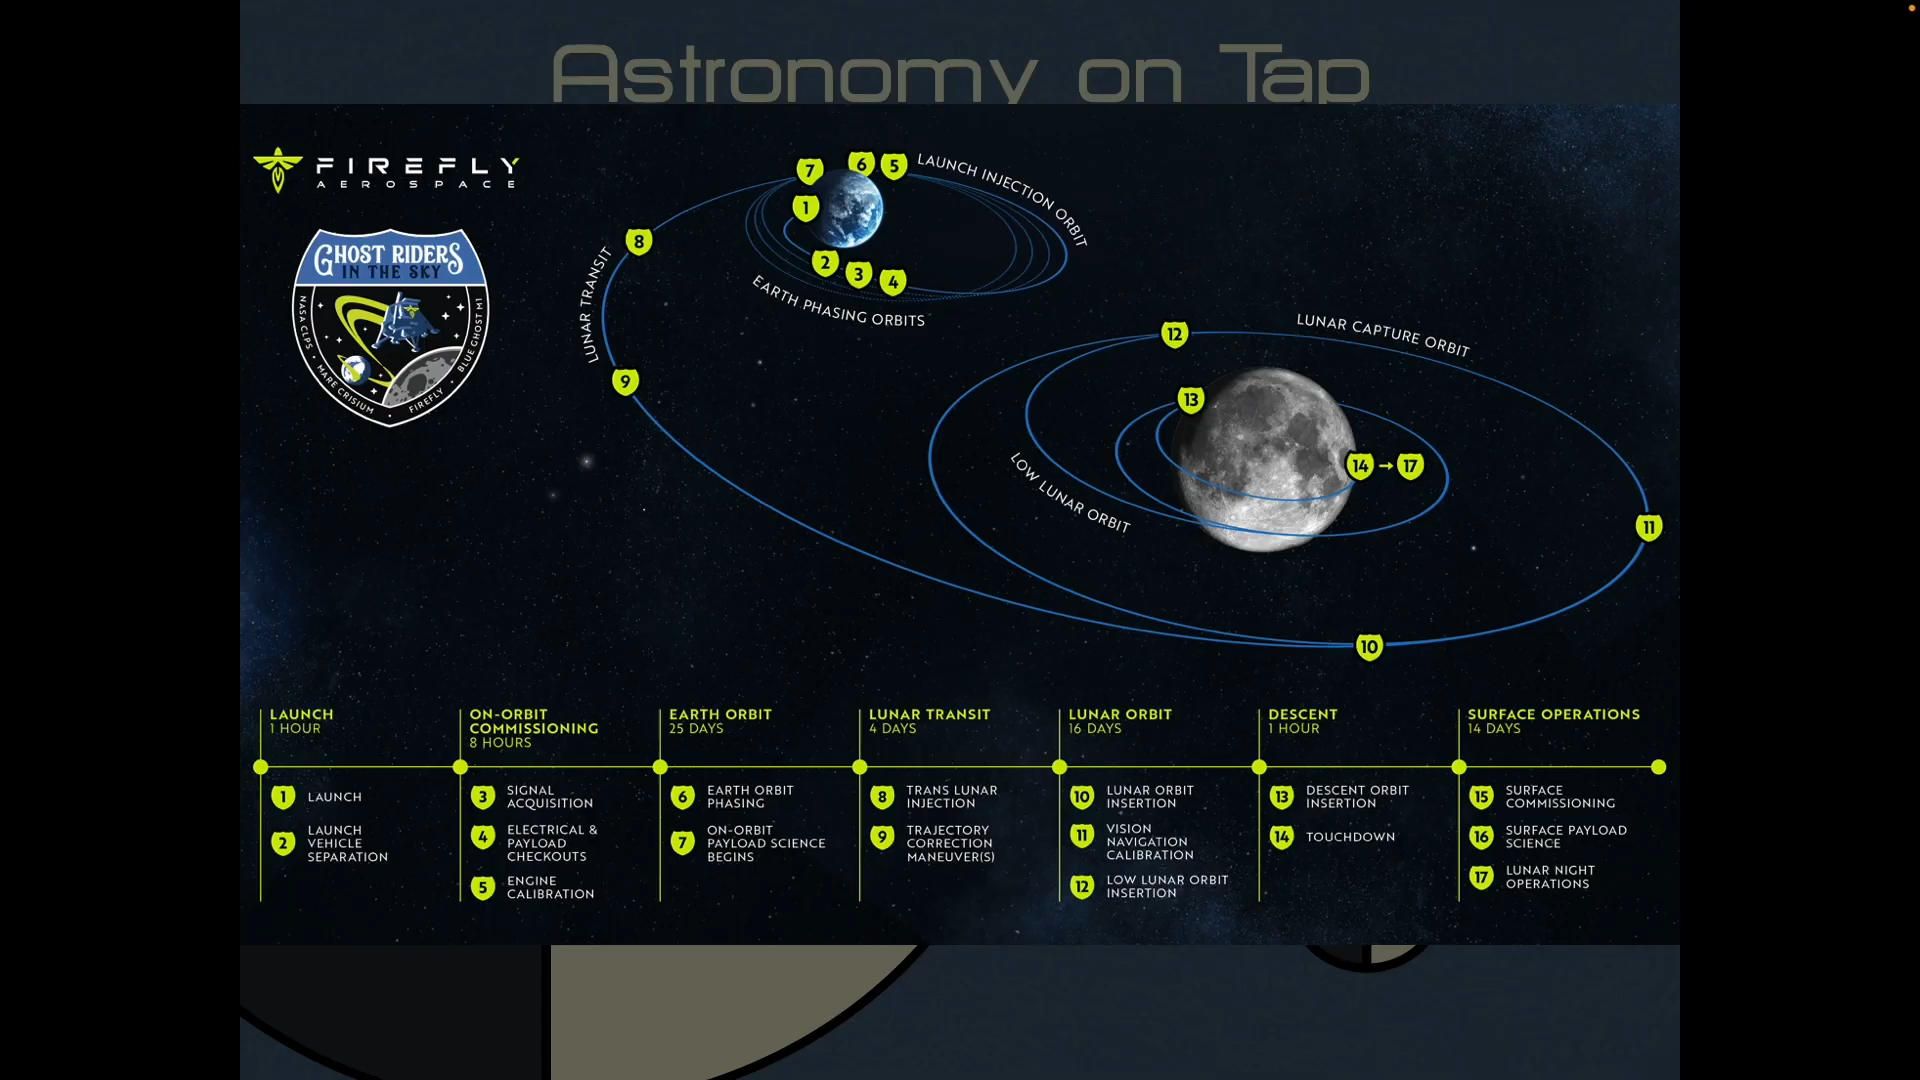 Astronomy on Tap
FIREFLY
AEROSPACE
GHOST RIDERS
IN THE SKY
NASA CLPS • MARE CRISIUM • FIREFLY • BLUE GHOST M1
7
6
5
LAUNCH INJECTION ORBIT
1
8
2
3
4
LUNAR TRANSIT
EARTH PHASING ORBITS
9
12
LUNAR CAPTURE ORBIT
13
14
17
LOW LUNAR ORBIT
11
10
LAUNCH
1 HOUR
1 LAUNCH
2 LAUNCH
VEHICLE
SEPARATION
ON-ORBIT
COMMISSIONING
8 HOURS
3 SIGNAL
ACQUISITION
4 ELECTRICAL &
PAYLOAD
CHECKOUTS
5 ENGINE
CALIBRATION
EARTH ORBIT
25 DAYS
6 EARTH ORBIT
PHASING
7 ON-ORBIT
PAYLOAD SCIENCE
BEGINS
LUNAR TRANSIT
4 DAYS
8 TRANS LUNAR
INJECTION
9 TRAJECTORY
CORRECTION
MANEUVER(S)
LUNAR ORBIT
16 DAYS
10 LUNAR ORBIT
INSERTION
11 VISION
NAVIGATION
CALIBRATION
12 LOW LUNAR ORBIT
INSERTION
DESCENT
1 HOUR
13 DESCENT ORBIT
INSERTION
14 TOUCHDOWN
SURFACE OPERATIONS
14 DAYS
15 SURFACE
COMMISSIONING
16 SURFACE PAYLOAD
SCIENCE
17 LUNAR NIGHT
OPERATIONS